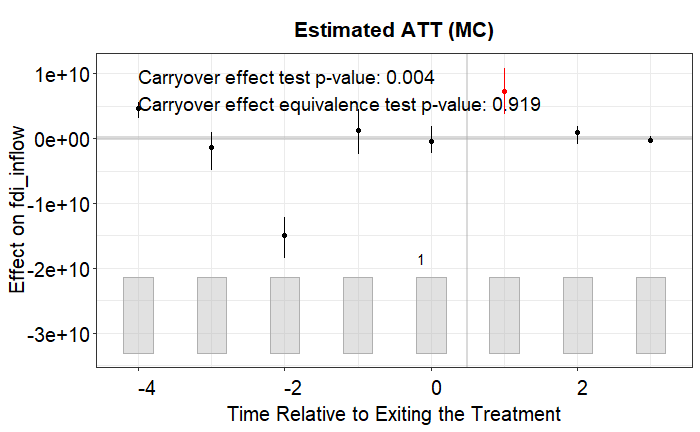 Estimated ATT (MC)
Carryover effect test p-value: 0.004
Carryover effect equivalence test p-value: 0.919
1e+10
0e+00
-1e+10
-2e+10
-3e+10
Effect on fdi_inflow
1
-4
-2
0
2
Time Relative to Exiting the Treatment